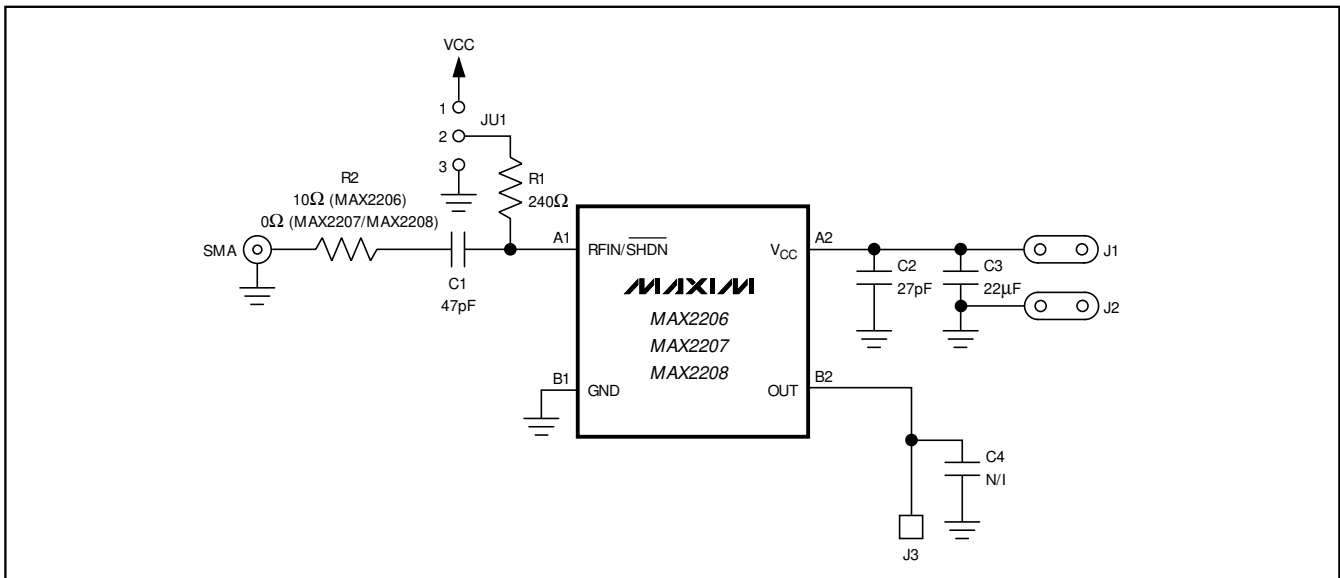 VCC
1
JU1
2
3
R2
10Ω (MAX2206)
0Ω (MAX2207/MAX2208)
R1
240Ω
SMA
C1
47pF
A1
RFIN/SHDN
A2
VCC
MAXIM
MAX2206
MAX2207
MAX2208
C2
27pF
C3
22μF
J1
J2
B1
GND
OUT
B2
C4
N/I
J3